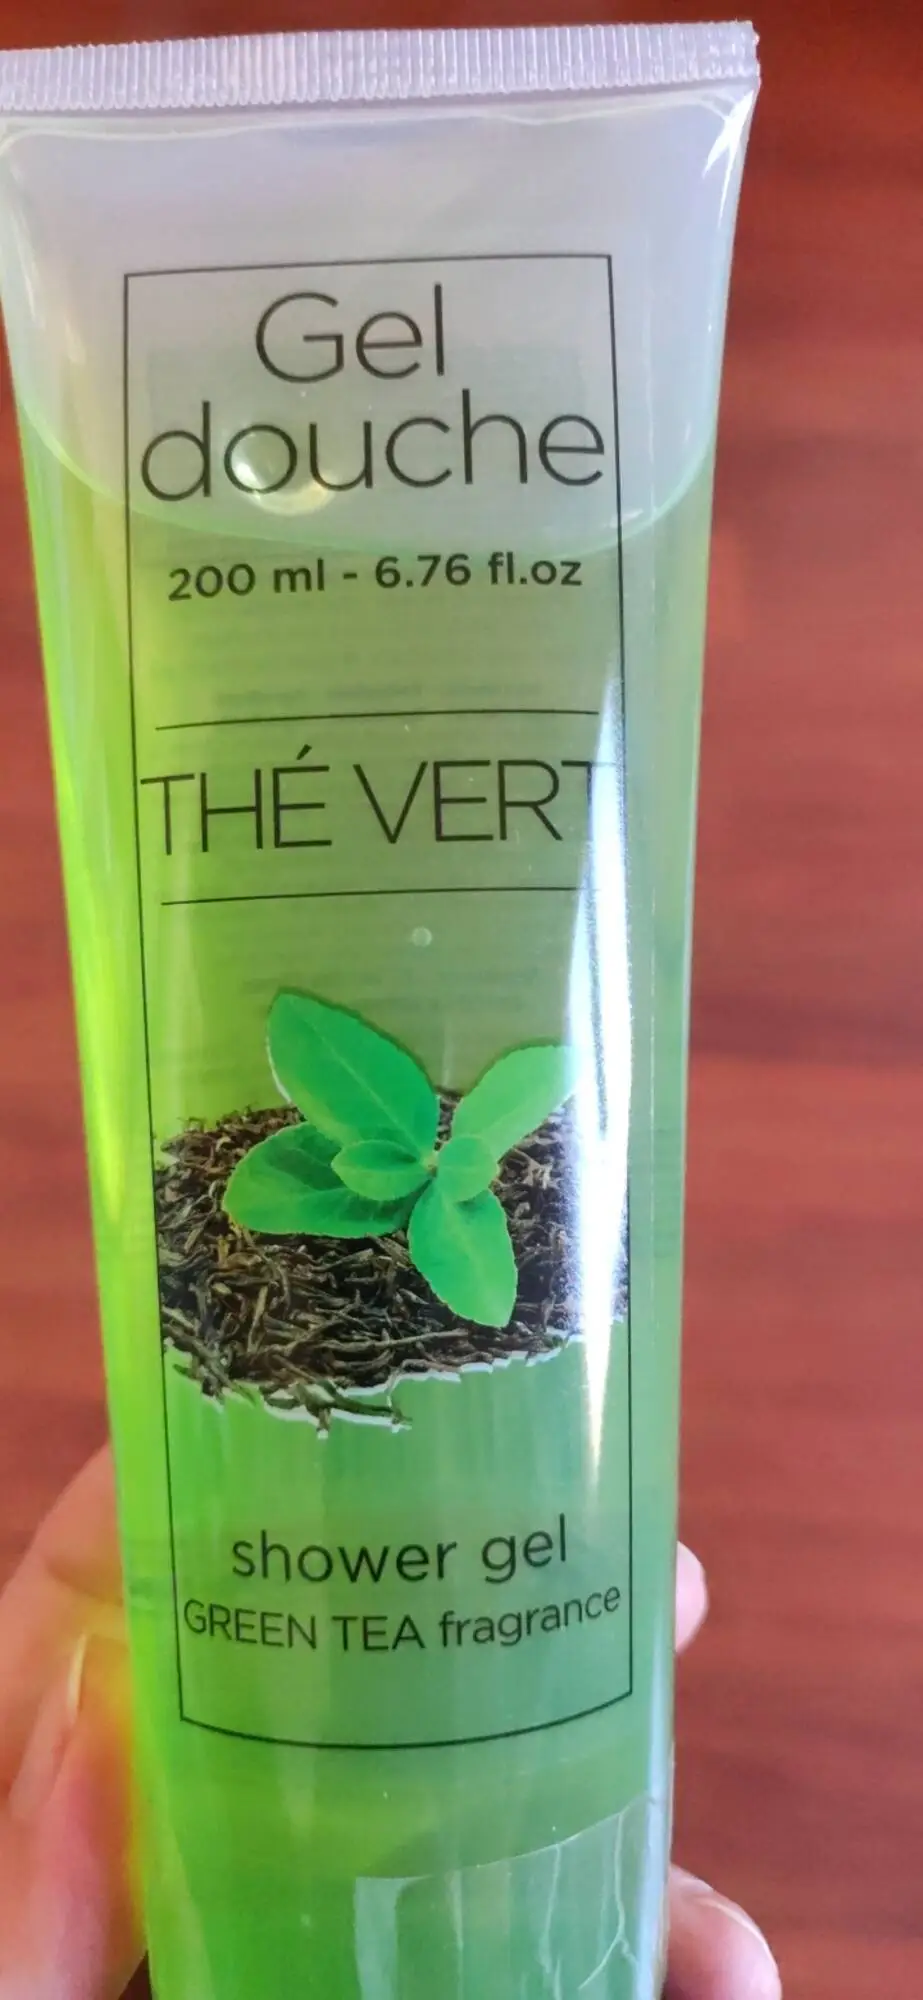 Gel
douche
200 ml - 6.76 fl.oz
THÉ VERT
shower gel
GREEN TEA fragrance